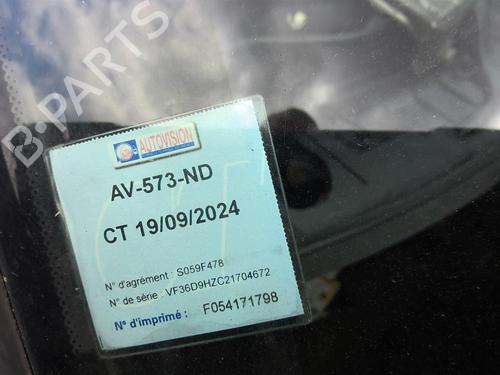 B-PARTS
AUTOVISION
AV-573-ND
CT 19/09/2024
N° d'agrément : S059F478
N° de série : VF36D9HZC21704672
N° d'imprimé : F054171798